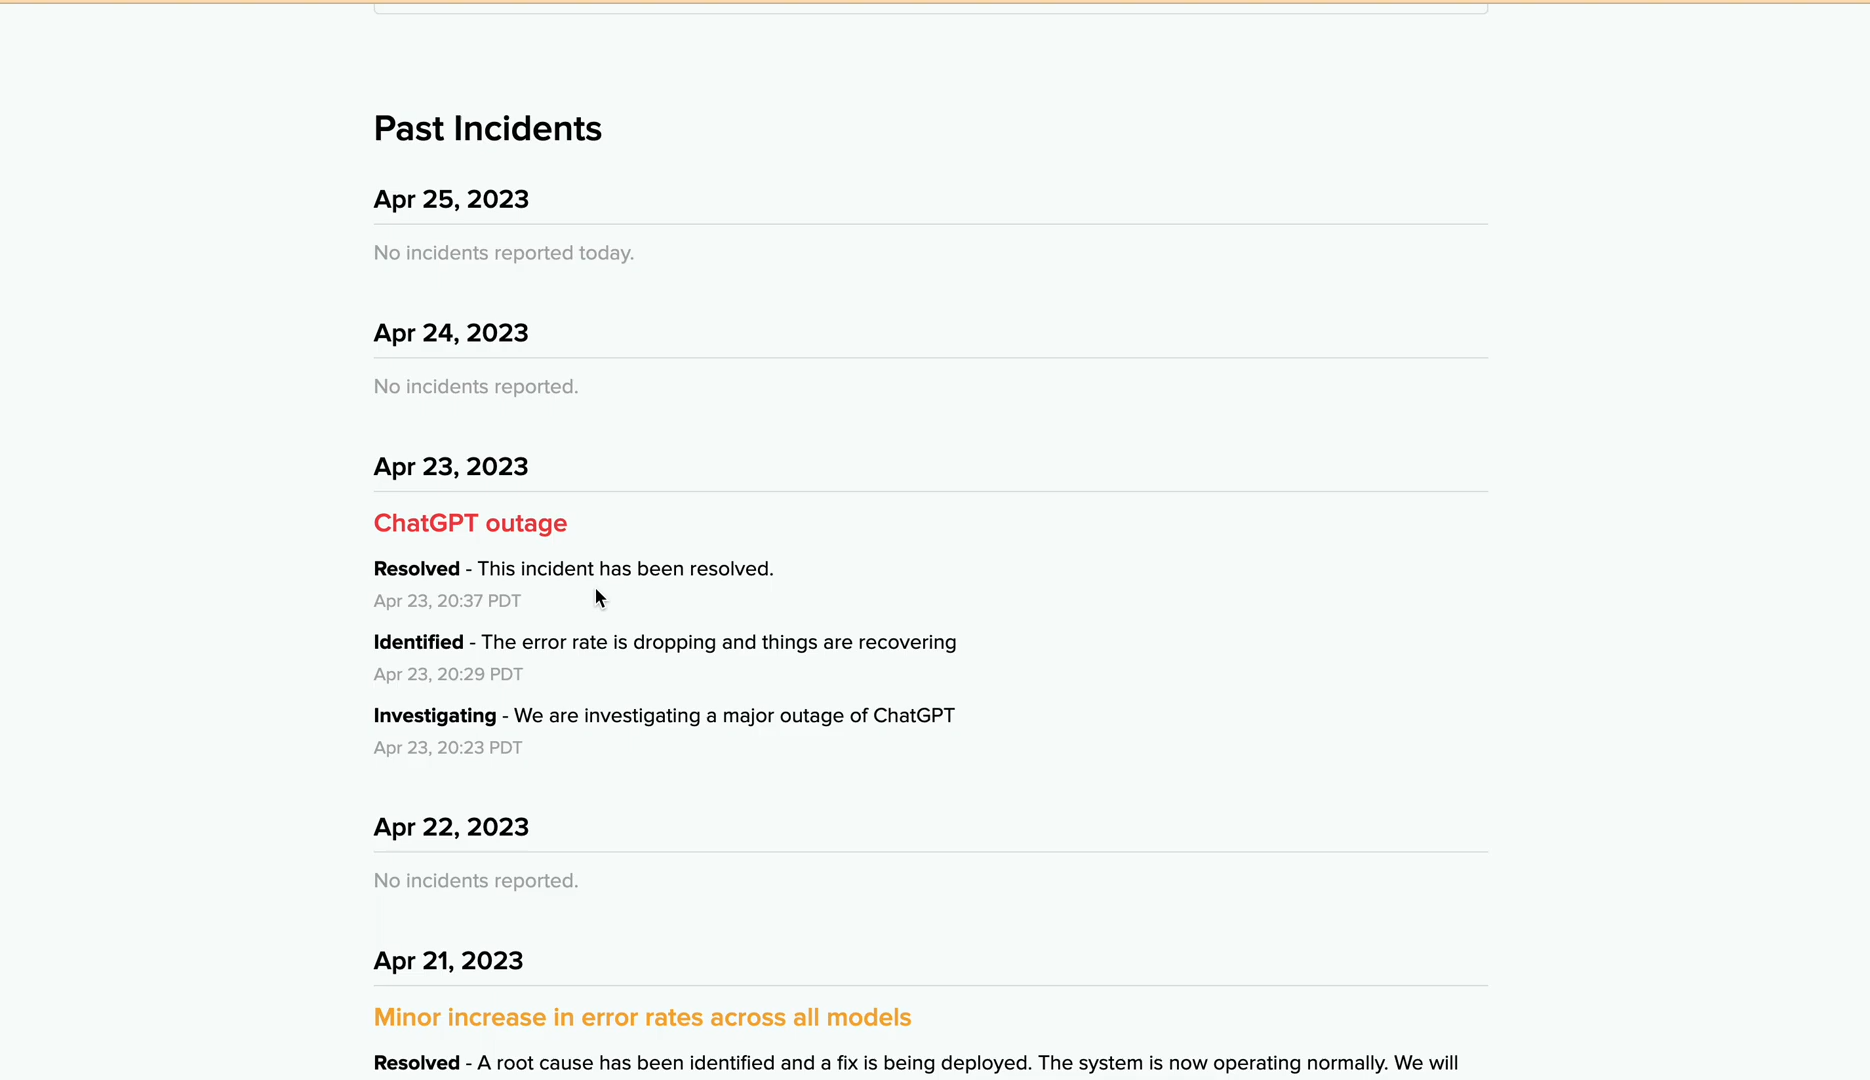 Past Incidents
Apr 25, 2023
No incidents reported today.
Apr 24, 2023
No incidents reported.
Apr 23, 2023
ChatGPT outage
Resolved - This incident has been resolved.
Apr 23, 20:37 PDT
Identified - The error rate is dropping and things are recovering
Apr 23, 20:29 PDT
Investigating - We are investigating a major outage of ChatGPT
Apr 23, 20:23 PDT
Apr 22, 2023
No incidents reported.
Apr 21, 2023
Minor increase in error rates across all models
Resolved - A root cause has been identified and a fix is being deployed. The system is now operating normally. We will